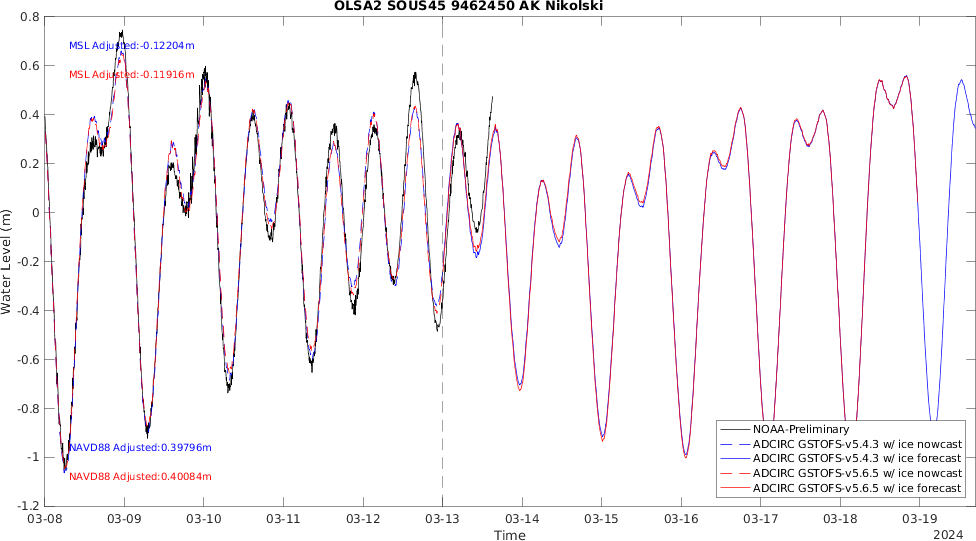 OLSA2 SOUS45 9462450 AK Nikolski
MSL Adjusted:-0.12204m
MSL Adjusted:-0.11916m
NAVD88 Adjusted:0.39796m
NAVD88 Adjusted:0.40084m
Water Level (m)
0.8
0.6
0.4
0.2
0
-0.2
-0.4
-0.6
-0.8
-1
-1.2
NOAA-Preliminary
ADCIRC GSTOFS-v5.4.3 w/ ice nowcast
ADCIRC GSTOFS-v5.4.3 w/ ice forecast
ADCIRC GSTOFS-v5.6.5 w/ ice nowcast
ADCIRC GSTOFS-v5.6.5 w/ ice forecast
03-08 03-09 03-10 03-11 03-12 03-13 03-14 03-15 03-16 03-17 03-18 03-19
Time
2024